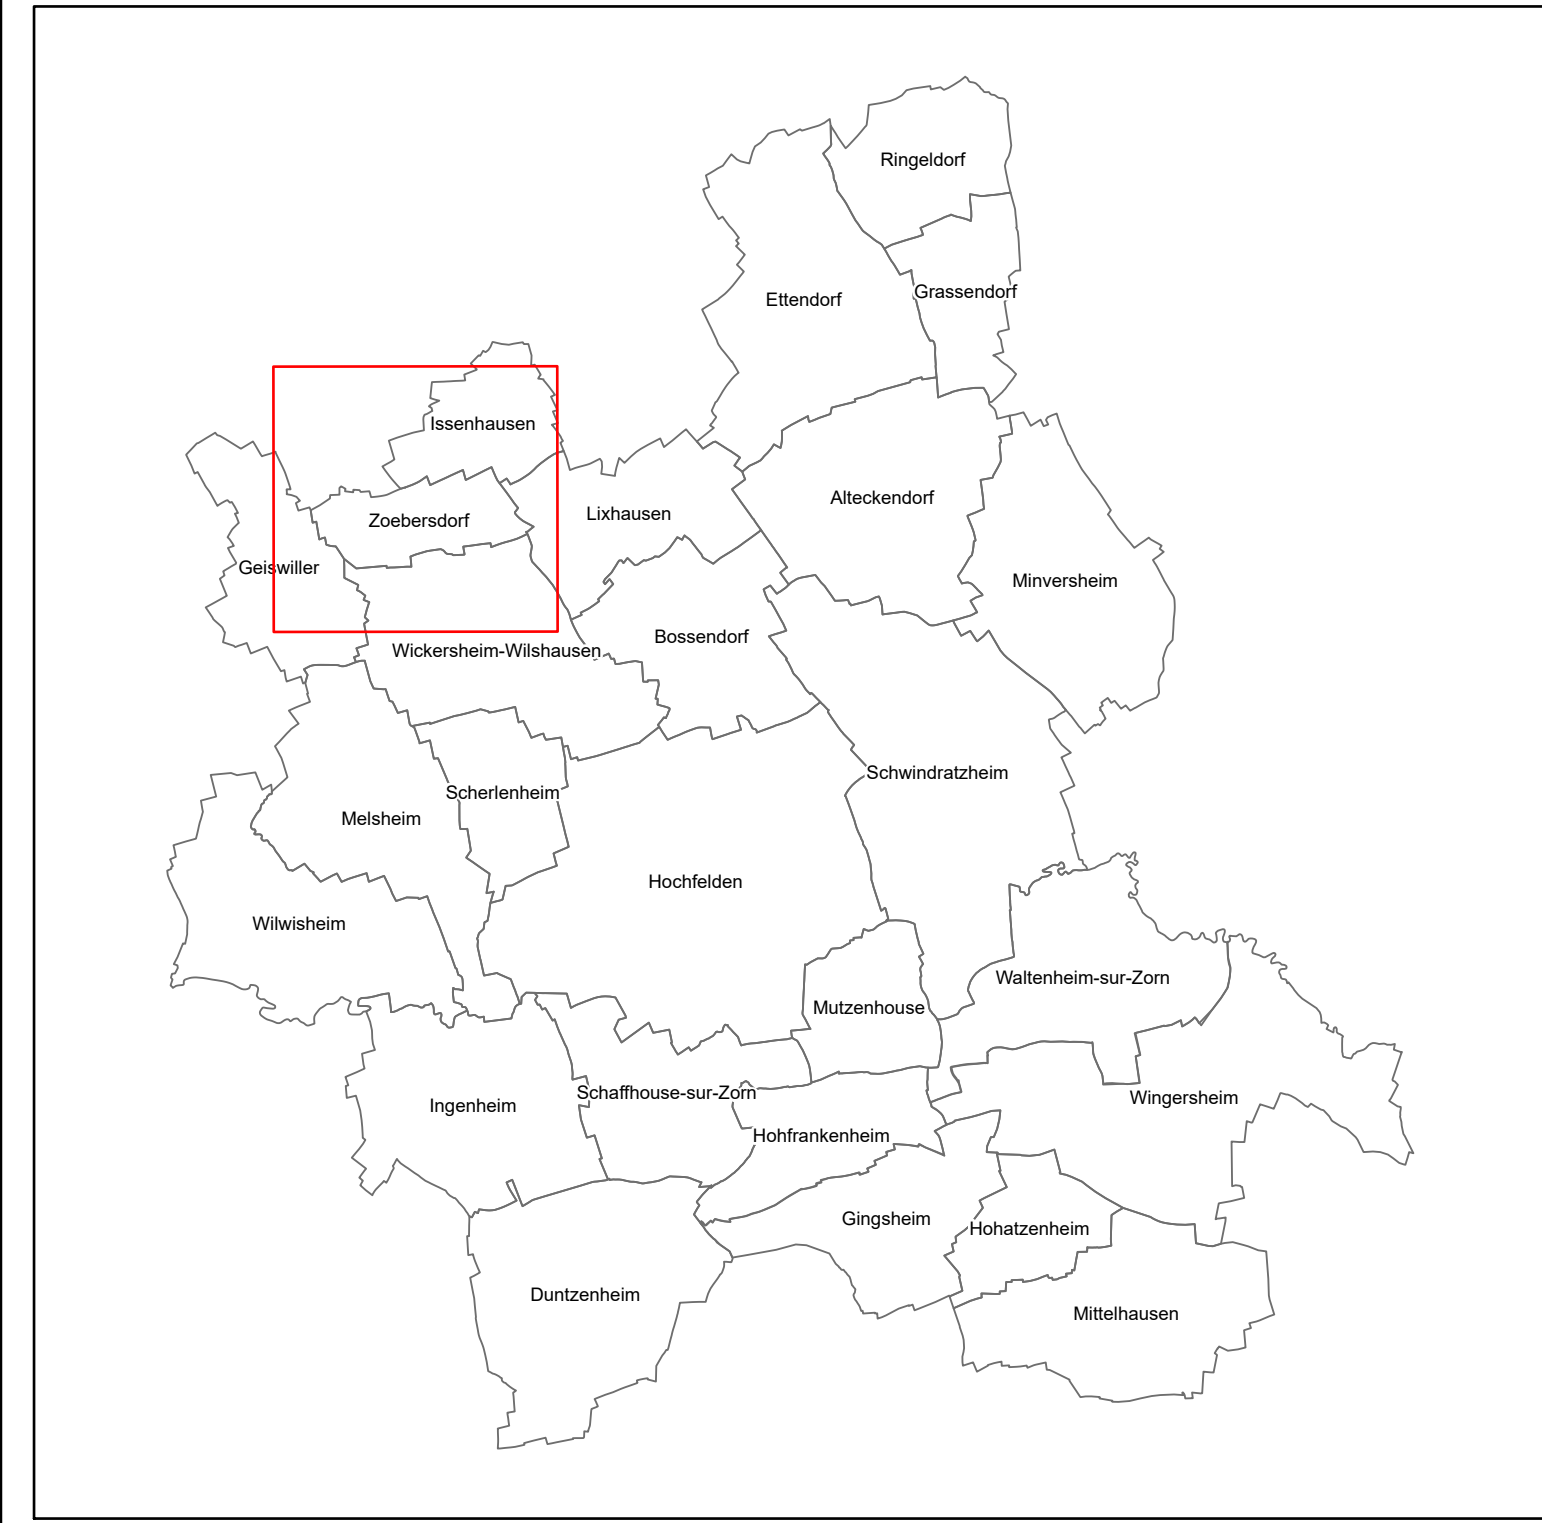 Ringeldorf
Grassendorf
Ettendorf
Issenhausen
Alteckendorf
Lixhausen
Zoebersdorf
Geiswiller
Minversheim
Bossendorf
Wickersheim-Wilshausen
Schwindratzheim
Scherlenheim
Melsheim
Hochfelden
Wilwisheim
Waltenheim-sur-Zorn
Mutzenhouse
Schaffhouse-sur-Zorn
Wingersheim
Ingenheim
Hohfrankenheim
Gingsheim
Hohatzenheim
Duntzenheim
Mittelhausen